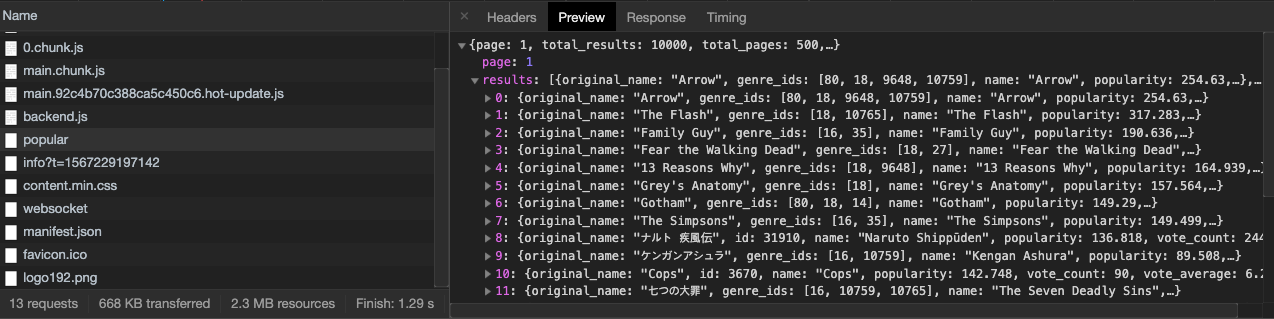 Name
0.chunk.js
main.chunk.js
main.92c4b70c388ca5c450c6.hot-update.js
backend.js
popular
info?t=1567229197142
content.min.css
websocket
manifest.json
favicon.ico
logo192.png
13 requests 668 KB transferred 2.3 MB resources Finish: 1.29 s
× Headers Preview Response Timing
▼{page: 1, total_results: 10000, total_pages: 500,…}
page: 1
▼results: [{original_name: "Arrow", genre_ids: [80, 18, 9648, 10759], name: "Arrow", popularity: 254.63,…},…
▶0: {original_name: "Arrow", genre_ids: [80, 18, 9648, 10759], name: "Arrow", popularity: 254.63,…}
▶1: {original_name: "The Flash", genre_ids: [18, 10765], name: "The Flash", popularity: 317.283,…}
▶2: {original_name: "Family Guy", genre_ids: [16, 35], name: "Family Guy", popularity: 190.636,…}
▶3: {original_name: "Fear the Walking Dead", genre_ids: [18, 27], name: "Fear the Walking Dead",…}
▶4: {original_name: "13 Reasons Why", genre_ids: [18, 9648], name: "13 Reasons Why", popularity: 164.939,…}
▶5: {original_name: "Grey's Anatomy", genre_ids: [18], name: "Grey's Anatomy", popularity: 157.564,…}
▶6: {original_name: "Gotham", genre_ids: [80, 18, 14], name: "Gotham", popularity: 149.29,…}
▶7: {original_name: "The Simpsons", genre_ids: [16, 35], name: "The Simpsons", popularity: 149.499,…}
▶8: {original_name: "ナルト 疾風伝", id: 31910, name: "Naruto Shippūden", popularity: 136.818, vote_count: 244
▶9: {original_name: "ケンガンアシュラ", genre_ids: [16, 10759], name: "Kengan Ashura", popularity: 89.508,…}
▶10: {original_name: "Cops", id: 3670, name: "Cops", popularity: 142.748, vote_count: 90, vote_average: 6.2
▶11: {original_name: "七つの大罪", genre_ids: [16, 10759, 10765], name: "The Seven Deadly Sins",…}